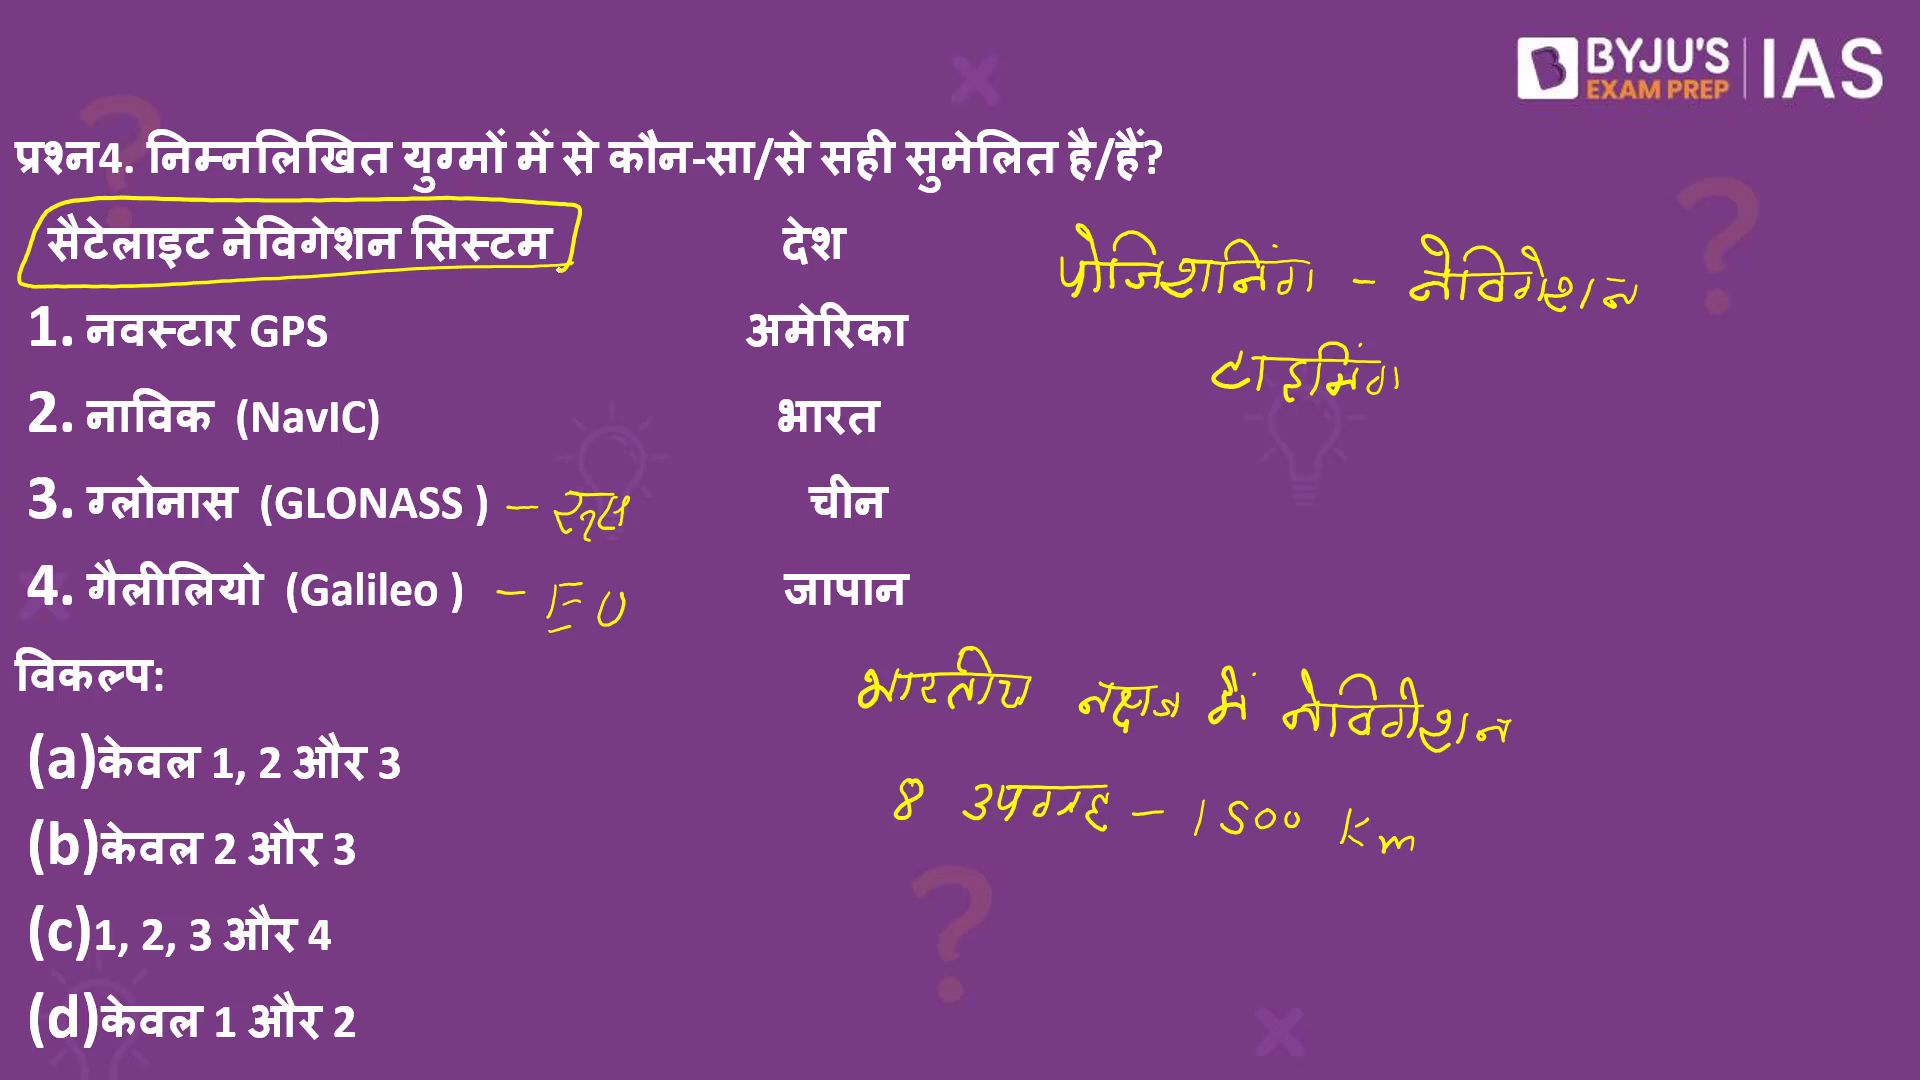 BYJU'S
EXAM PREP
IAS
प्रश्न4. निम्नलिखित युग्मों में से कौन-सा/से सही सुमेलित है/हैं?
सैटेलाइट नेविगेशन सिस्टम देश
पोजिशनिंग - नेविगेशन
1. नवस्टार GPS अमेरिका
टाइमिंग
2. नाविक (NavIC) भारत
3. ग्लोनास (GLONASS ) - रूस चीन
4. गैलीलियो (Galileo ) - EU जापान
विकल्प:
भारतीय नक्षत्र में नेविगेशन
(a)केवल 1, 2 और 3
8 उपग्रह - 1500 km
(b)केवल 2 और 3
(c)1, 2, 3 और 4
(d)केवल 1 और 2